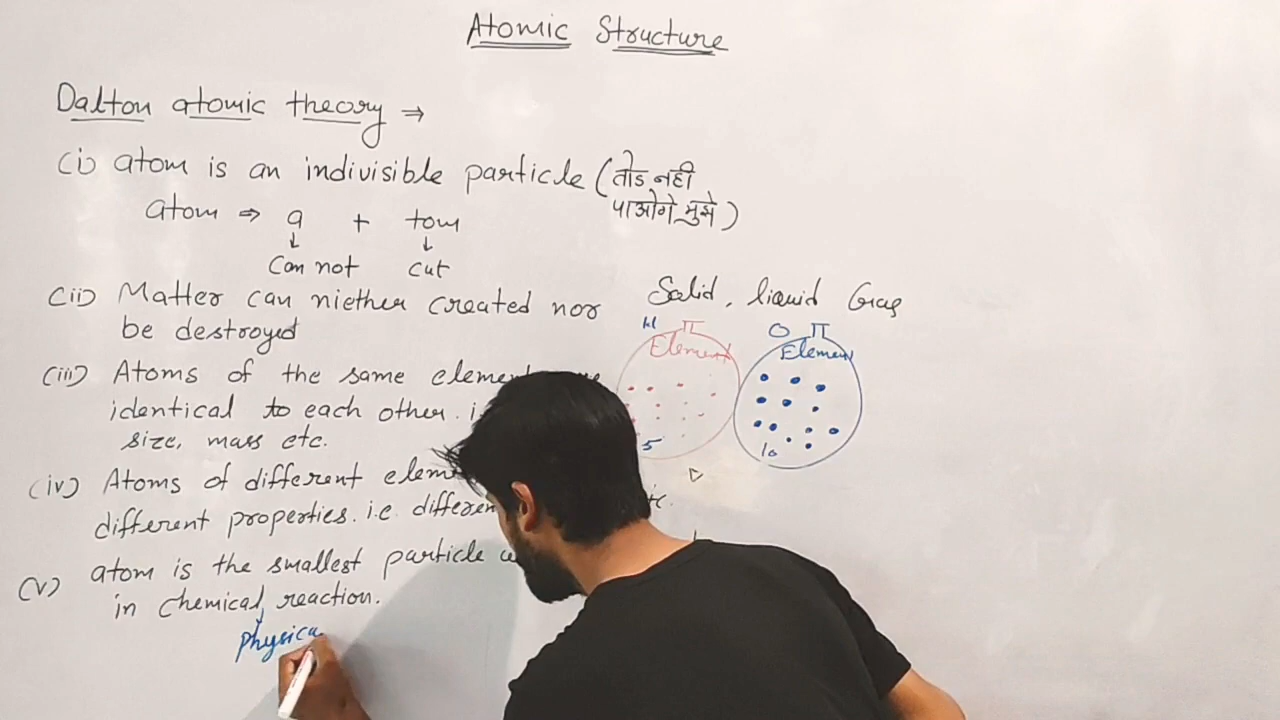 Atomic Structure
Dalton atomic theory ⇒
(i) atom is an indivisible particle (तोड नही
पाओगे मुझे)
atom ⇒ a + tom
↓ ↓
Can not cut
(ii) Matter can niether created nor
be destroyed
Solid, liquid Gas
H
Element
5
O
Element
10
(iii) Atoms of the same element
identical to each other.
size, mass etc.
(iv) Atoms of different
different properties. i.e.
(v) atom is the smallest particle
in chemical reaction.
Physica